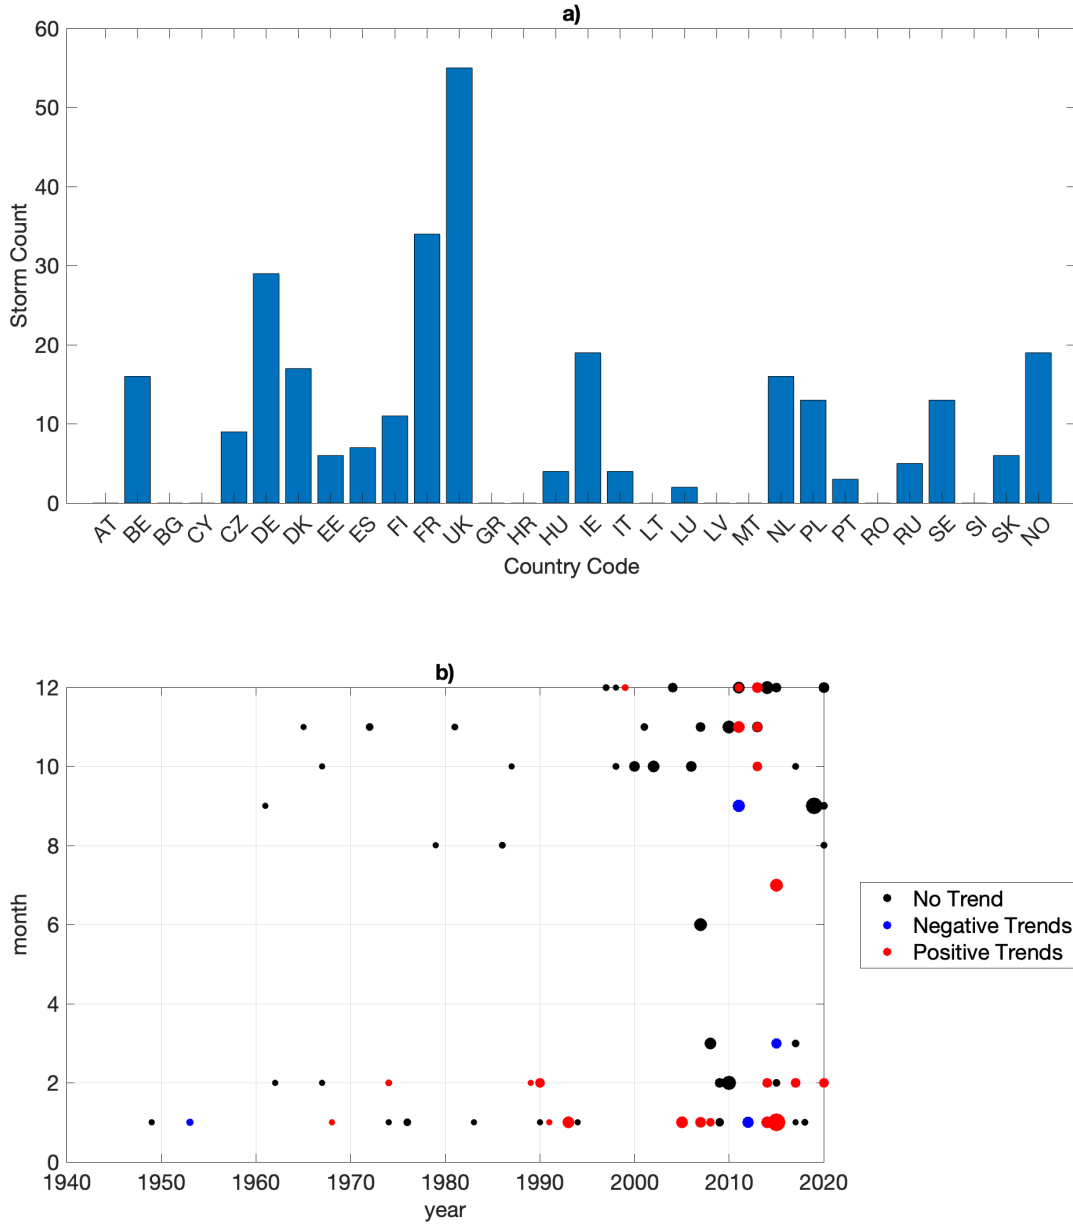 a)
60
50
40
30
20
10
0
Storm Count
AT BE BG CY CZ DE DK EE ES FI FR UK GR HR HU IE IT LT LU LV MT NL PL PT RO RU SE SI SK NO
Country Code
b)
12
10
8
6
4
2
0
month
1940 1950 1960 1970 1980 1990 2000 2010 2020
year
No Trend
Negative Trends
Positive Trends